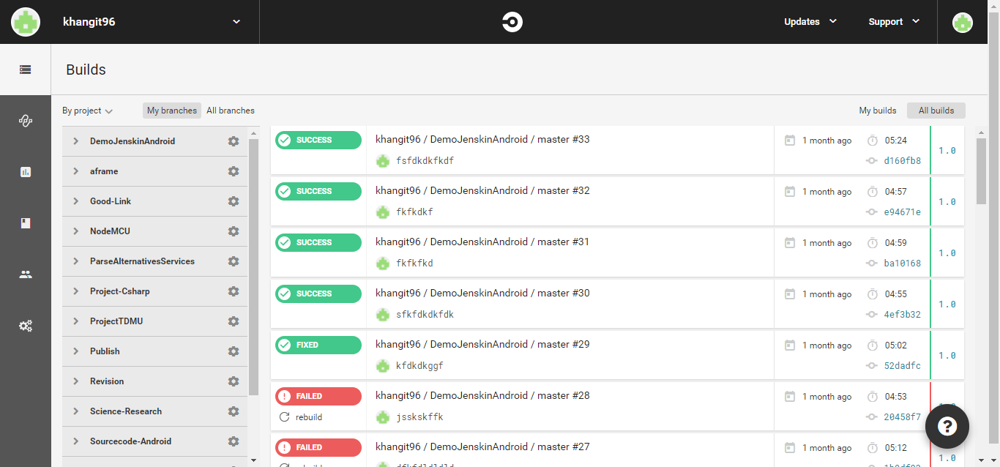 khangit96
Updates
Support
Builds
By project
My branches
All branches
My builds
All builds
DemoJenskinAndroid
aframe
Good-Link
NodeMCU
ParseAlternativesServices
Project-Csharp
ProjectTDMU
Publish
Revision
Science-Research
Sourcecode-Android
SUCCESS khangit96 / DemoJenskinAndroid / master #33 1 month ago 05:24
fsfdkdkfkdf d160fb8 1.0
SUCCESS khangit96 / DemoJenskinAndroid / master #32 1 month ago 04:57
fkfkdkf e94671e 1.0
SUCCESS khangit96 / DemoJenskinAndroid / master #31 1 month ago 04:59
fkfkfkd ba10168 1.0
SUCCESS khangit96 / DemoJenskinAndroid / master #30 1 month ago 04:55
sfkfdkdkfdk 4ef3b32 1.0
FIXED khangit96 / DemoJenskinAndroid / master #29 1 month ago 05:02
kfdkdkggf 52dadfc 1.0
FAILED khangit96 / DemoJenskinAndroid / master #28 1 month ago 04:53
rebuild jsskskffk 20458f7
FAILED khangit96 / DemoJenskinAndroid / master #27 1 month ago 05:12
1.0